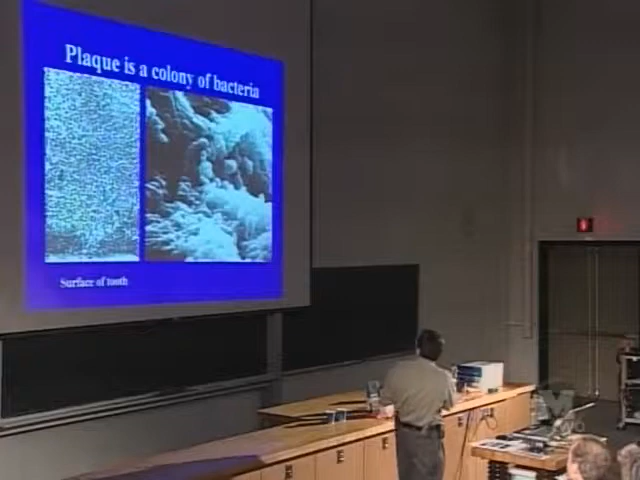 Plaque is a colony of bacteria
Surface of tooth